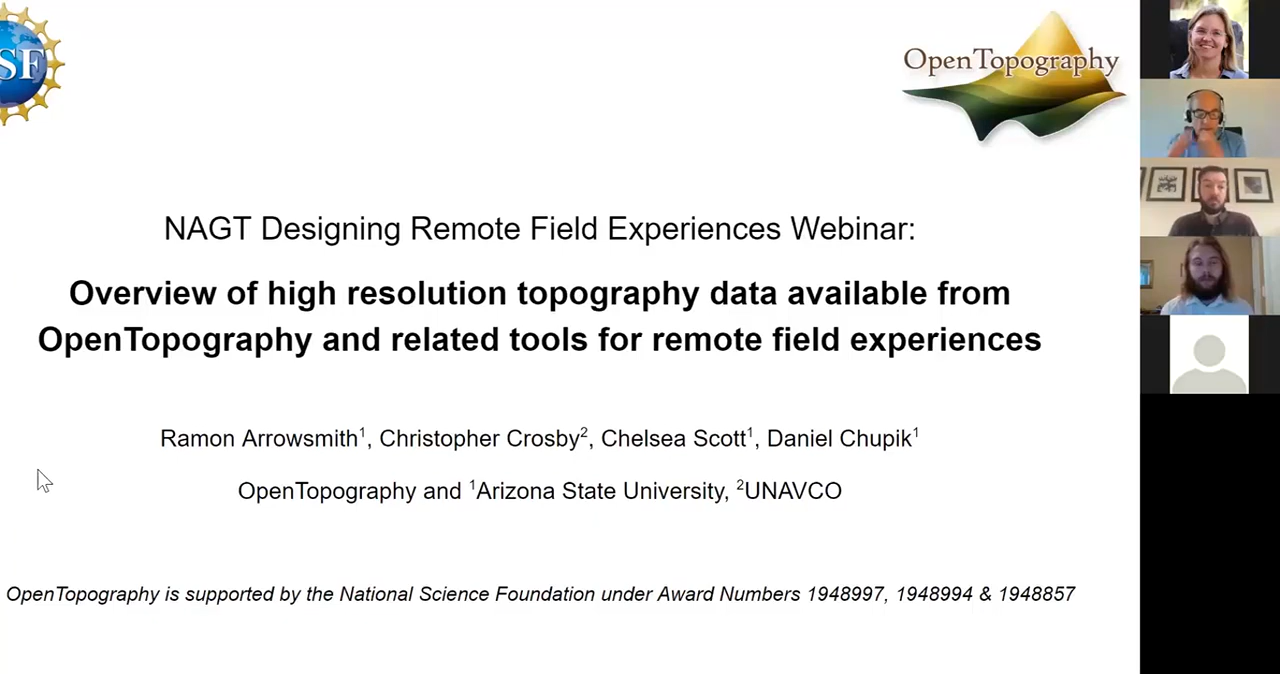 SF
OpenTopography
NAGT Designing Remote Field Experiences Webinar:
Overview of high resolution topography data available from
OpenTopography and related tools for remote field experiences
Ramon Arrowsmith¹, Christopher Crosby², Chelsea Scott¹, Daniel Chupik¹
OpenTopography and ¹Arizona State University, ²UNAVCO
OpenTopography is supported by the National Science Foundation under Award Numbers 1948997, 1948994 & 1948857